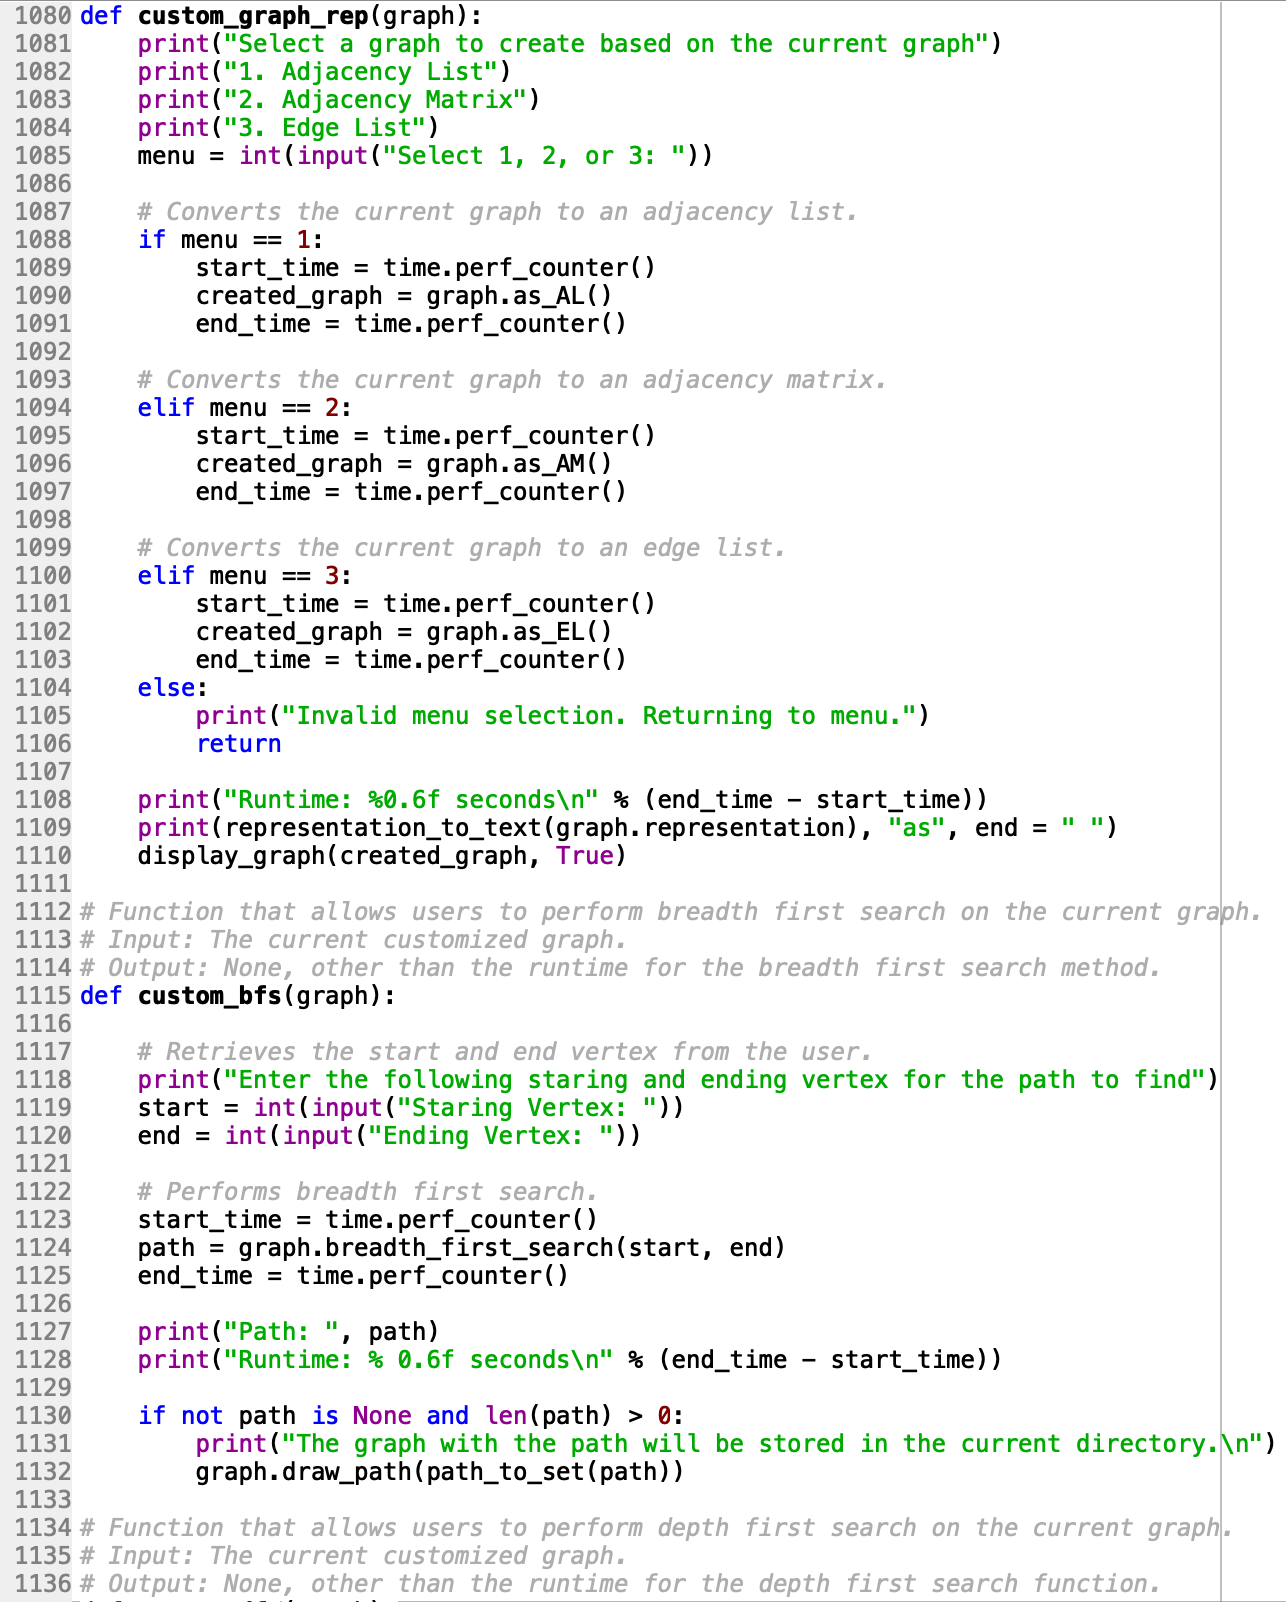 1080 def custom_graph_rep(graph):
1081     print("Select a graph to create based on the current graph")
1082     print("1. Adjacency List")
1083     print("2. Adjacency Matrix")
1084     print("3. Edge List")
1085     menu = int(input("Select 1, 2, or 3: "))
1086
1087     # Converts the current graph to an adjacency list.
1088     if menu == 1:
1089         start_time = time.perf_counter()
1090         created_graph = graph.as_AL()
1091         end_time = time.perf_counter()
1092
1093     # Converts the current graph to an adjacency matrix.
1094     elif menu == 2:
1095         start_time = time.perf_counter()
1096         created_graph = graph.as_AM()
1097         end_time = time.perf_counter()
1098
1099     # Converts the current graph to an edge list.
1100     elif menu == 3:
1101         start_time = time.perf_counter()
1102         created_graph = graph.as_EL()
1103         end_time = time.perf_counter()
1104     else:
1105         print("Invalid menu selection. Returning to menu.")
1106         return
1107
1108     print("Runtime: %0.6f seconds\n" % (end_time - start_time))
1109     print(representation_to_text(graph.representation), "as", end = " ")
1110     display_graph(created_graph, True)
1111
1112 # Function that allows users to perform breadth first search on the current graph.
1113 # Input: The current customized graph.
1114 # Output: None, other than the runtime for the breadth first search method.
1115 def custom_bfs(graph):
1116
1117     # Retrieves the start and end vertex from the user.
1118     print("Enter the following staring and ending vertex for the path to find")
1119     start = int(input("Staring Vertex: "))
1120     end = int(input("Ending Vertex: "))
1121
1122     # Performs breadth first search.
1123     start_time = time.perf_counter()
1124     path = graph.breadth_first_search(start, end)
1125     end_time = time.perf_counter()
1126
1127     print("Path: ", path)
1128     print("Runtime: % 0.6f seconds\n" % (end_time - start_time))
1129
1130     if not path is None and len(path) > 0:
1131         print("The graph with the path will be stored in the current directory.\n")
1132         graph.draw_path(path_to_set(path))
1133
1134 # Function that allows users to perform depth first search on the current graph.
1135 # Input: The current customized graph.
1136 # Output: None, other than the runtime for the depth first search function.